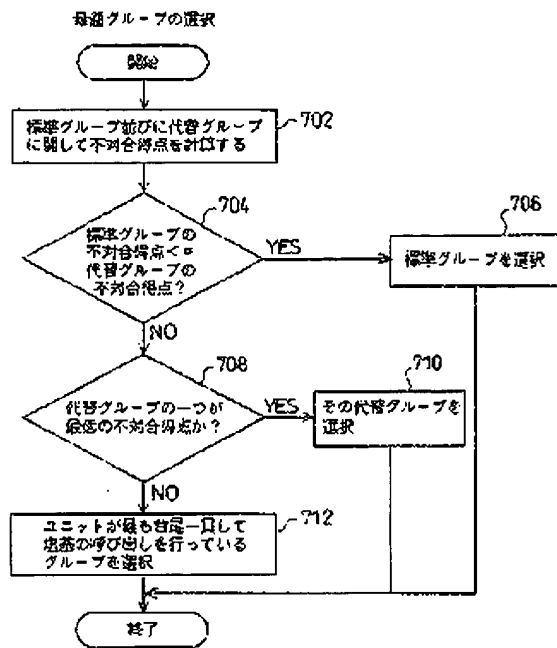 最適グループの選択
開始
標準グループ並びに代替グループ
に関して不対合得点を計算する
702
704
標準グループの
不対合得点<=
代替グループの
不対合得点?
YES
706
標準グループを選択
NO
708
代替グループの一つが
最低の不対合得点か?
YES
710
その代替グループを
選択
NO
712
ユニットが最も首尾一貫して
塩基の呼び出しを行っている
グループを選択
終了